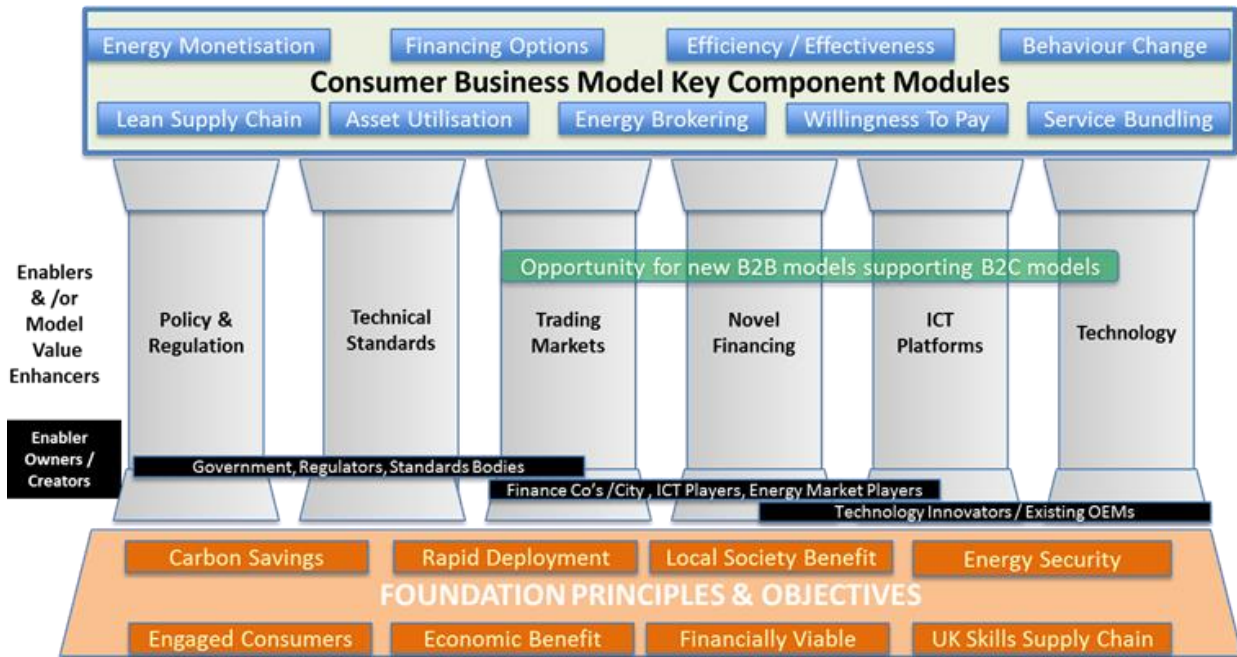 Energy Monetisation
Financing Options
Efficiency / Effectiveness
Behaviour Change
Consumer Business Model Key Component Modules
Lean Supply Chain
Asset Utilisation
Energy Brokering
Willingness To Pay
Service Bundling
Opportunity for new B2B models supporting B2C models
Enablers
& /or
Model
Value
Enhancers
Policy &
Regulation
Technical
Standards
Trading
Markets
Novel
Financing
ICT
Platforms
Technology
Enabler
Owners /
Creators
Government, Regulators, Standards Bodies
Finance Co's /City , ICT Players, Energy Market Players
Technology Innovators / Existing OEMs
Carbon Savings
Rapid Deployment
Local Society Benefit
Energy Security
FOUNDATION PRINCIPLES & OBJECTIVES
Engaged Consumers
Economic Benefit
Financially Viable
UK Skills Supply Chain